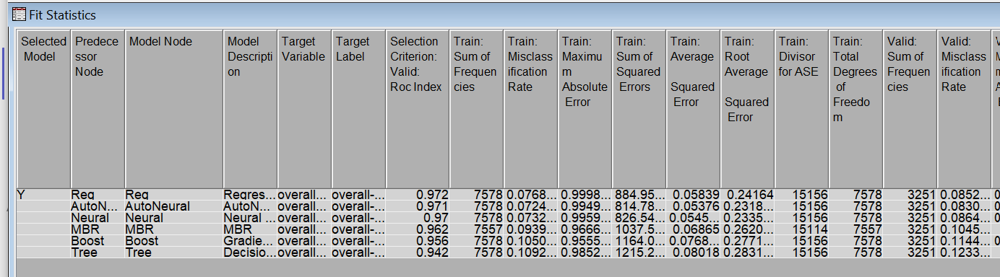 Fit Statistics
Selected Model Predecessor Node Model Node Model Description Target Variable Target Label Selection Criterion: Valid: Roc Index Train: Sum of Frequencies Train: Misclassification Rate Train: Maximum Absolute Error Train: Sum of Squared Errors Train: Average Squared Error Train: Root Average Squared Error Train: Divisor for ASE Train: Total Degrees of Freedom Valid: Sum of Frequencies Valid: Misclassification Rate
Y Reg Reg Regres... overall... overall-... 0.972 7578 0.0768... 0.9998... 884.95... 0.05839 0.24164 15156 7578 3251 0.0852...
AutoN... AutoNeural AutoN... overall... overall-... 0.971 7578 0.0724... 0.9949... 814.78... 0.05376 0.2318... 15156 7578 3251 0.0830...
Neural Neural Neural ... overall... overall-... 0.97 7578 0.0732... 0.9959... 826.54... 0.0545... 0.2335... 15156 7578 3251 0.0864...
MBR MBR MBR overall... overall-... 0.962 7557 0.0939... 0.9666... 1037.5... 0.06865 0.2620... 15114 7557 3251 0.1045...
Boost Boost Gradie... overall... overall-... 0.956 7578 0.1050... 0.9555... 1164.0... 0.0768... 0.2771... 15156 7578 3251 0.1144...
Tree Tree Decisio... overall... overall-... 0.942 7578 0.1092... 0.9852... 1215.2... 0.08018 0.2831... 15156 7578 3251 0.1233...